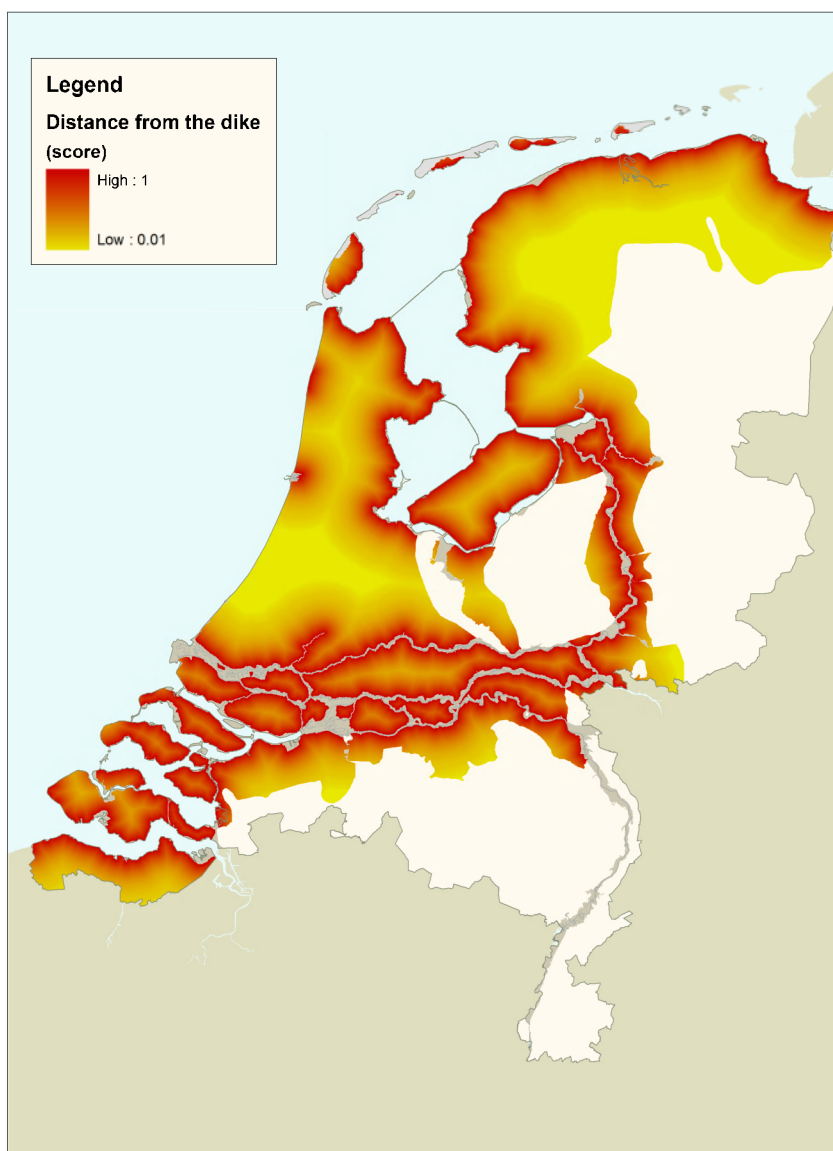 Legend
Distance from the dike
(score)
High : 1
Low : 0.01